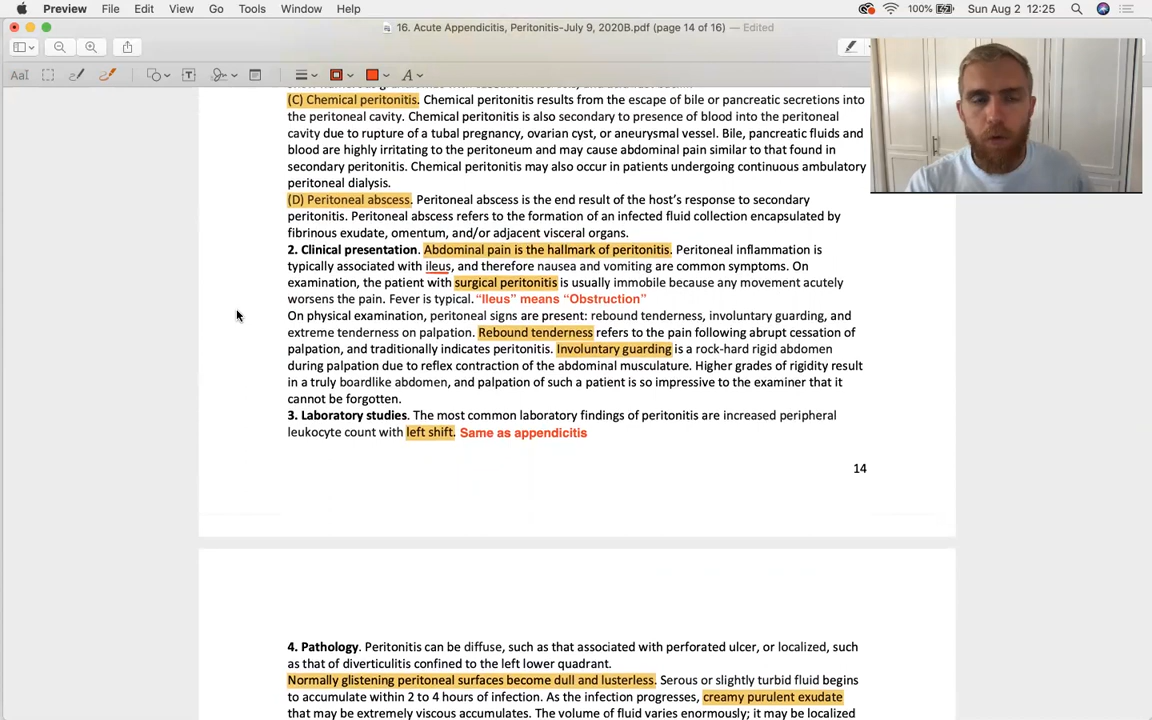 Preview File Edit View Go Tools Window Help 100% Sun Aug 2 12:25
16. Acute Appendicitis, Peritonitis-July 9, 2020B.pdf (page 14 of 16) — Edited
(C) Chemical peritonitis. Chemical peritonitis results from the escape of bile or pancreatic secretions into
the peritoneal cavity. Chemical peritonitis is also secondary to presence of blood into the peritoneal
cavity due to rupture of a tubal pregnancy, ovarian cyst, or aneurysmal vessel. Bile, pancreatic fluids and
blood are highly irritating to the peritoneum and may cause abdominal pain similar to that found in
secondary peritonitis. Chemical peritonitis may also occur in patients undergoing continuous ambulatory
peritoneal dialysis.
(D) Peritoneal abscess. Peritoneal abscess is the end result of the host's response to secondary
peritonitis. Peritoneal abscess refers to the formation of an infected fluid collection encapsulated by
fibrinous exudate, omentum, and/or adjacent visceral organs.
2. Clinical presentation. Abdominal pain is the hallmark of peritonitis. Peritoneal inflammation is
typically associated with ileus, and therefore nausea and vomiting are common symptoms. On
examination, the patient with surgical peritonitis is usually immobile because any movement acutely
worsens the pain. Fever is typical. "Ileus" means "Obstruction"
On physical examination, peritoneal signs are present: rebound tenderness, involuntary guarding, and
extreme tenderness on palpation. Rebound tenderness refers to the pain following abrupt cessation of
palpation, and traditionally indicates peritonitis. Involuntary guarding is a rock-hard rigid abdomen
during palpation due to reflex contraction of the abdominal musculature. Higher grades of rigidity result
in a truly boardlike abdomen, and palpation of such a patient is so impressive to the examiner that it
cannot be forgotten.
3. Laboratory studies. The most common laboratory findings of peritonitis are increased peripheral
leukocyte count with left shift. Same as appendicitis
14
4. Pathology. Peritonitis can be diffuse, such as that associated with perforated ulcer, or localized, such
as that of diverticulitis confined to the left lower quadrant.
Normally glistening peritoneal surfaces become dull and lusterless. Serous or slightly turbid fluid begins
to accumulate within 2 to 4 hours of infection. As the infection progresses, creamy purulent exudate
that may be extremely viscous accumulates. The volume of fluid varies enormously; it may be localized